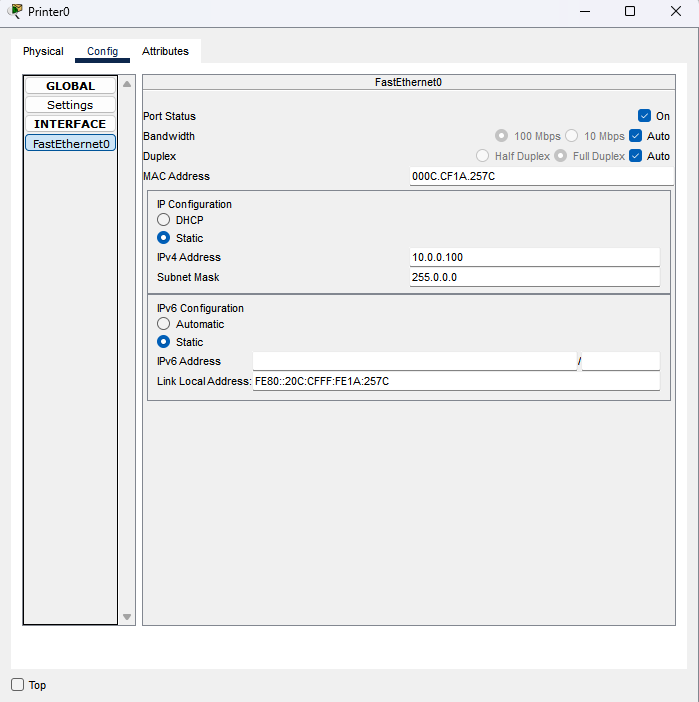 Printer0
Physical Config Attributes
GLOBAL
Settings
INTERFACE
FastEthernet0
FastEthernet0
Port Status On
Bandwidth 100 Mbps 10 Mbps Auto
Duplex Half Duplex Full Duplex Auto
MAC Address 000C.CF1A.257C
IP Configuration
DHCP
Static
IPv4 Address 10.0.0.100
Subnet Mask 255.0.0.0
IPv6 Configuration
Automatic
Static
IPv6 Address /
Link Local Address: FE80::20C:CFFF:FE1A:257C
Top